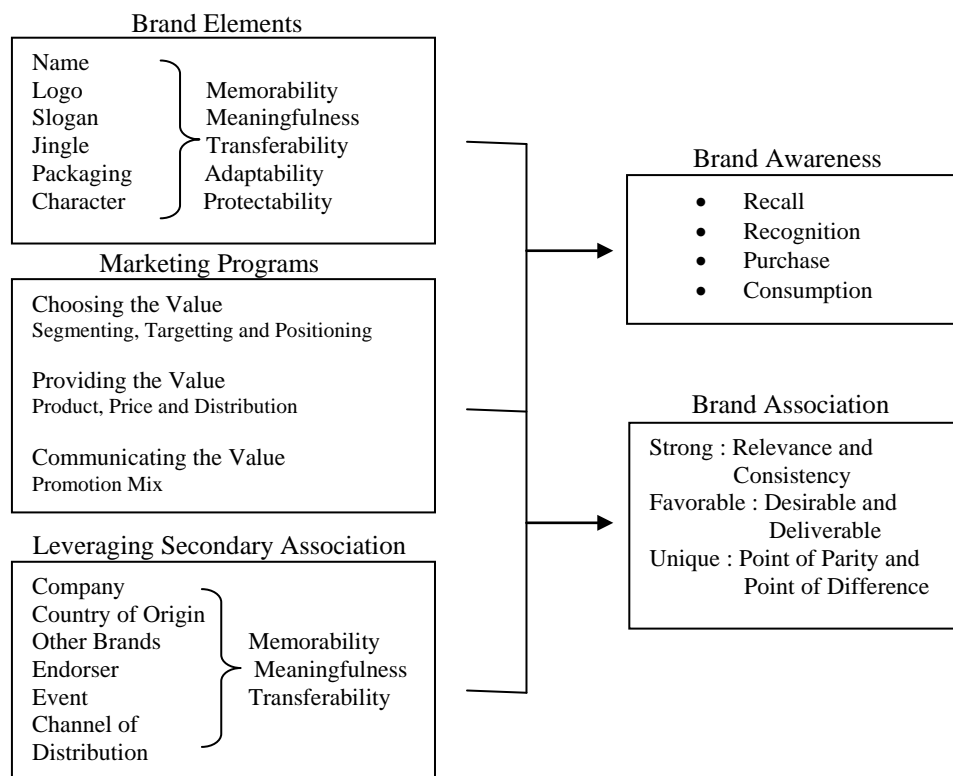 Brand Elements
Name
Logo
Slogan
Jingle
Packaging
Character
Memorability
Meaningfulness
Transferability
Adaptability
Protectability
Marketing Programs
Choosing the Value
Segmenting, Targetting and Positioning
Providing the Value
Product, Price and Distribution
Communicating the Value
Promotion Mix
Leveraging Secondary Association
Company
Country of Origin
Other Brands
Endorser
Event
Channel of
Distribution
Memorability
Meaningfulness
Transferability
Brand Awareness
• Recall
• Recognition
• Purchase
• Consumption
Brand Association
Strong : Relevance and
Consistency
Favorable : Desirable and
Deliverable
Unique : Point of Parity and
Point of Difference